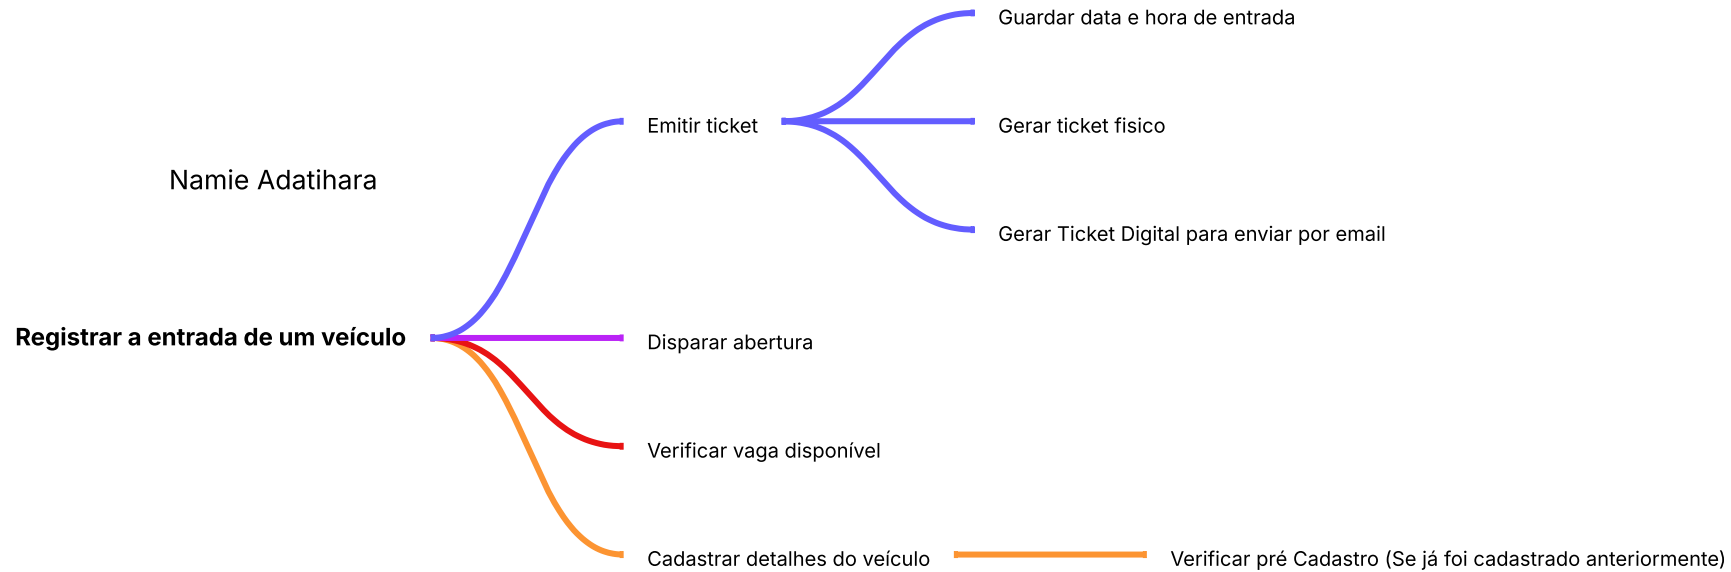 Guardar data e hora de entrada
Emitir ticket
Gerar ticket fisico
Namie Adatihara
Gerar Ticket Digital para enviar por email
Registrar a entrada de um veículo
Disparar abertura
Verificar vaga disponível
Cadastrar detalhes do veículo
Verificar pré Cadastro (Se já foi cadastrado anteriormente)